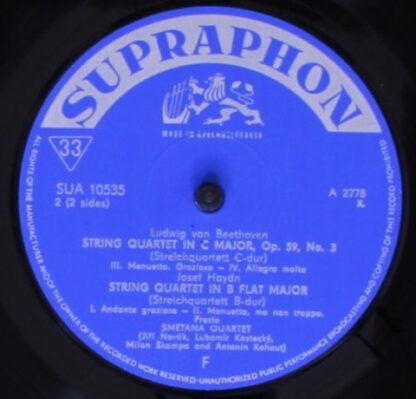 SUPRAPHON
MADE IN CZECHOSLOVAKIA
33
SUA 10535
2 (2 sides)
A 2778
K.
Ludwig van Beethoven
STRING QUARTET IN C MAJOR, Op. 59, No. 3
(Streichquartett C-dur)
III. Menuetto. Grazioso – IV. Allegro molto
Josef Haydn
STRING QUARTET IN B FLAT MAJOR
(Streichquartett B-dur)
I. Andante grazioso – II. Menuetto, ma non troppo.
Presto
SMETANA QUARTET
(Jiří Novák, Lubomír Kostecký,
Milan Škampa and Antonín Kohout)
F
ALL RIGHTS OF THE MANUFACTURER AND OF THE OWNER OF THE RECORDED WORK RESERVED-UNAUTHORIZED PUBLIC PERFORMANCE BROADCASTING AND COPYING OF THIS RECORD PROHIBITED